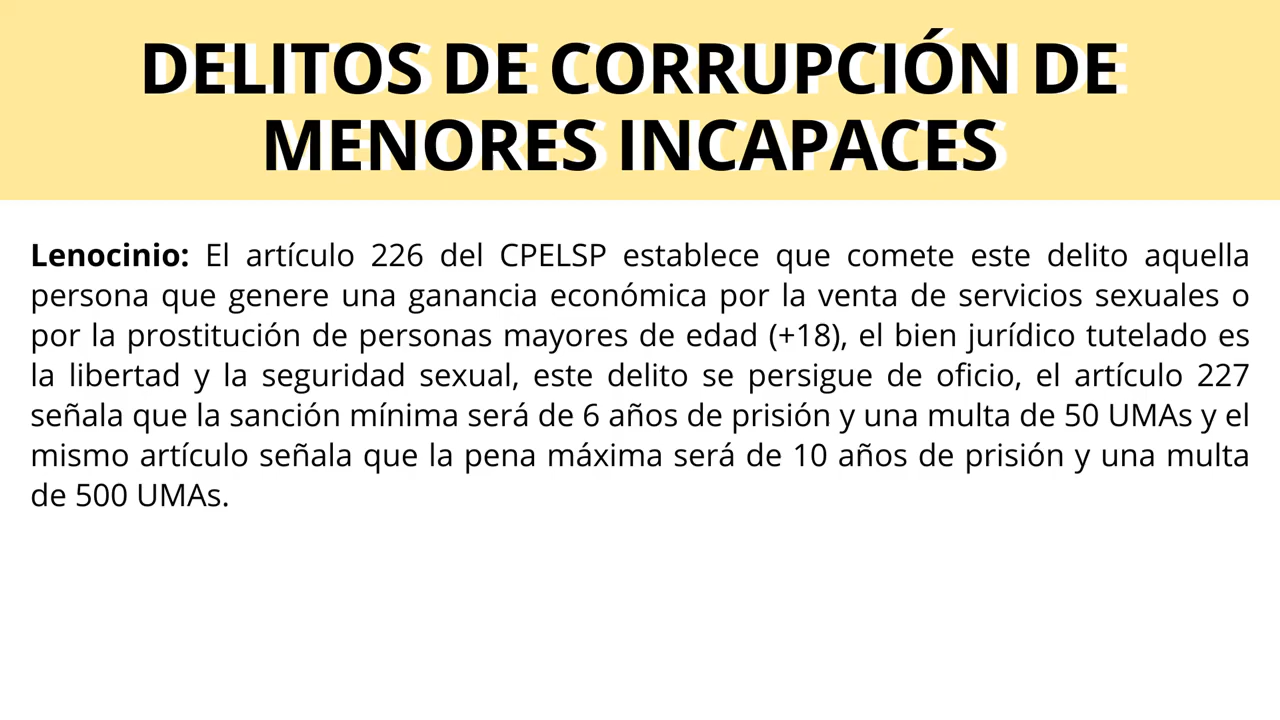 DELITOS DE CORRUPCIÓN DE
MENORES INCAPACES
Lenocinio: El artículo 226 del CPELSP establece que comete este delito aquella
persona que genere una ganancia económica por la venta de servicios sexuales o
por la prostitución de personas mayores de edad (+18), el bien jurídico tutelado es
la libertad y la seguridad sexual, este delito se persigue de oficio, el artículo 227
señala que la sanción mínima será de 6 años de prisión y una multa de 50 UMAs y el
mismo artículo señala que la pena máxima será de 10 años de prisión y una multa
de 500 UMAs.